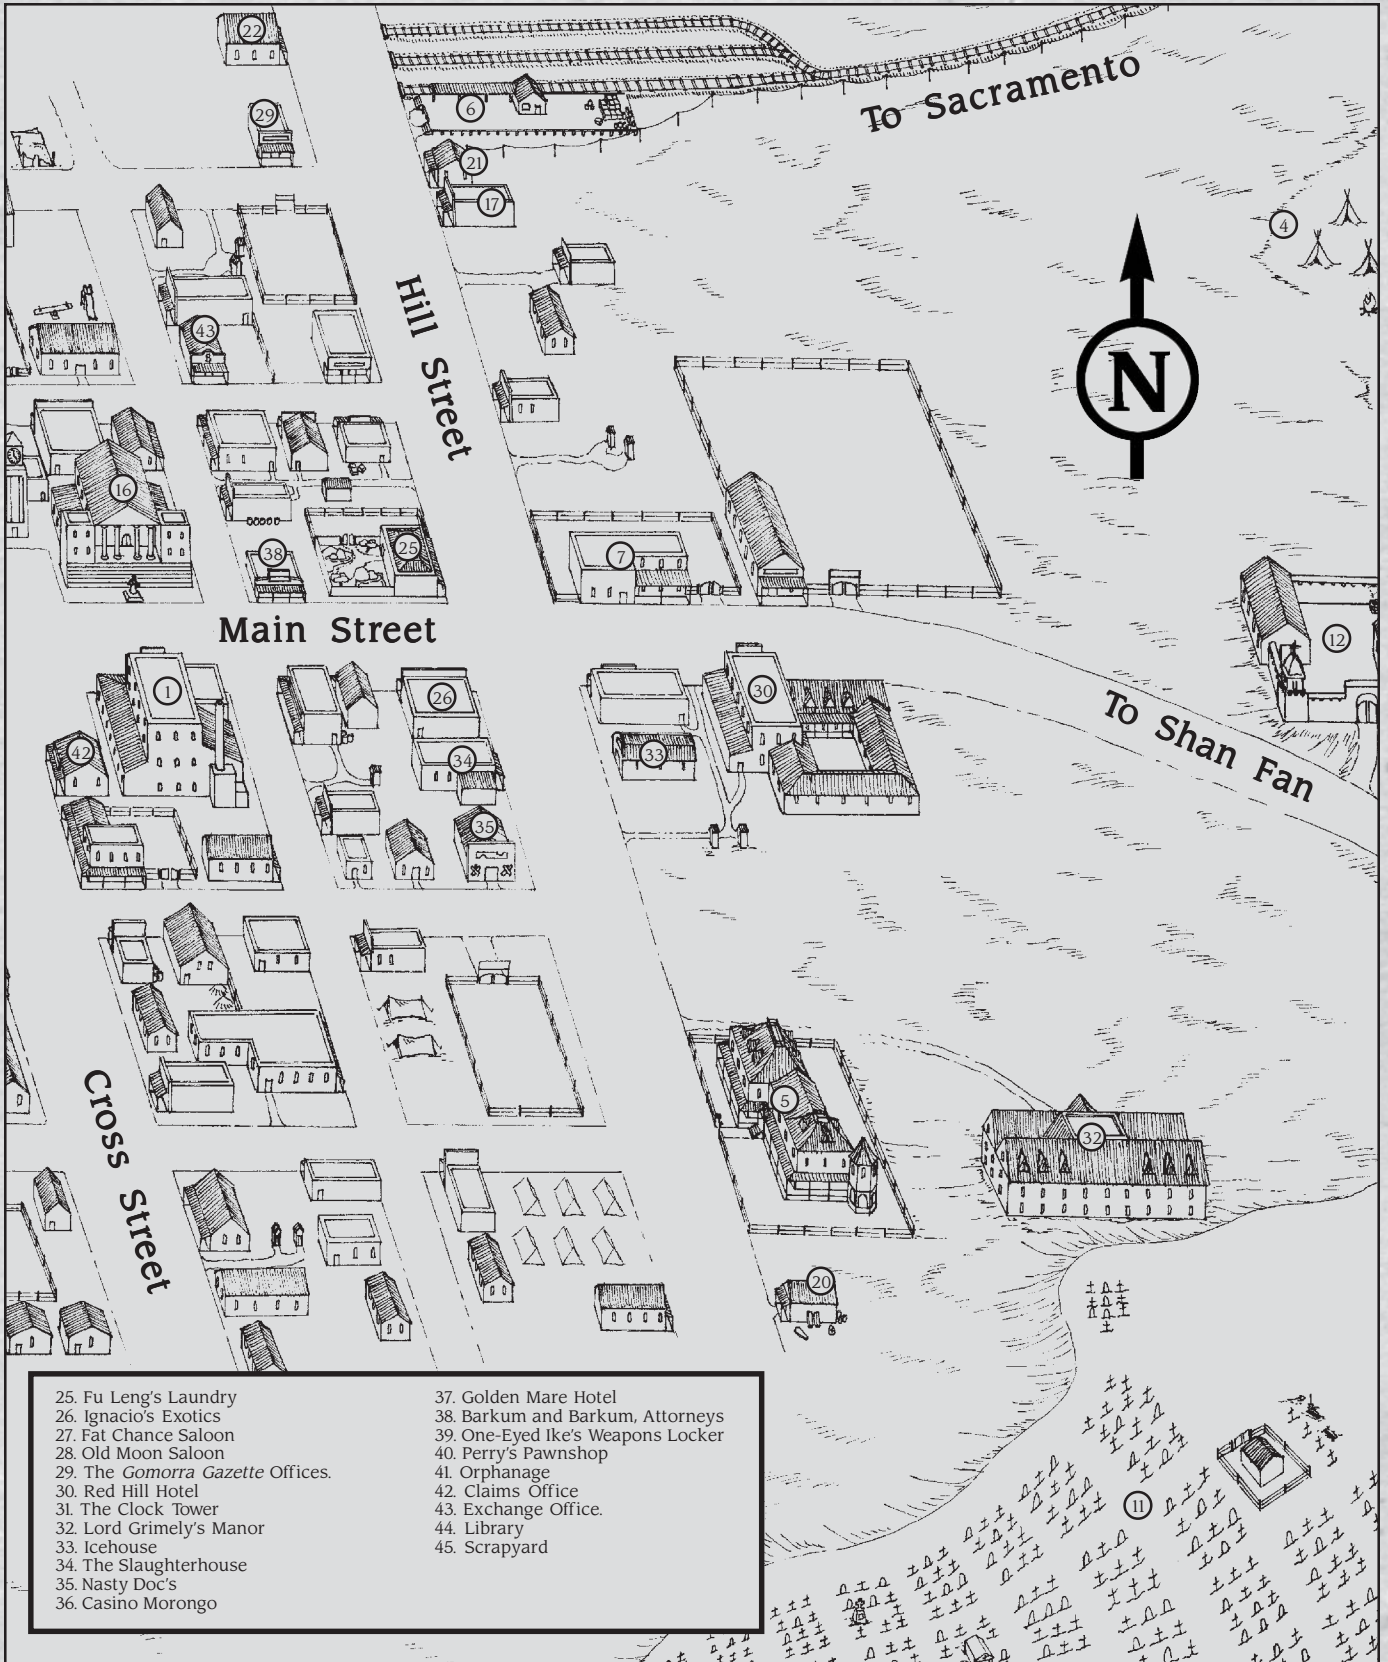 22
29
6
To Sacramento
21
17
4
Hill Street
43
N
16
38
25
7
Main Street
12
1
26
30
To Shan Fan
42
34
33
35
Cross Street
5
32
20
25. Fu Leng's Laundry
26. Ignacio's Exotics
27. Fat Chance Saloon
28. Old Moon Saloon
29. The Gomorra Gazette Offices.
30. Red Hill Hotel
31. The Clock Tower
32. Lord Grimely's Manor
33. Icehouse
34. The Slaughterhouse
35. Nasty Doc's
36. Casino Morongo
37. Golden Mare Hotel
38. Barkum and Barkum, Attorneys
39. One-Eyed Ike's Weapons Locker
40. Perry's Pawnshop
41. Orphanage
42. Claims Office
43. Exchange Office.
44. Library
45. Scrapyard
11